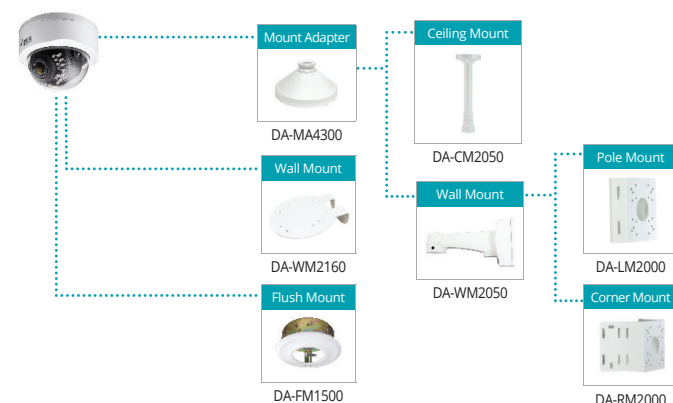 Mount Adapter
DA-MA4300
Ceiling Mount
DA-CM2050
Wall Mount
DA-WM2160
Wall Mount
DA-WM2050
Pole Mount
DA-LM2000
Flush Mount
DA-FM1500
Corner Mount
DA-RM2000